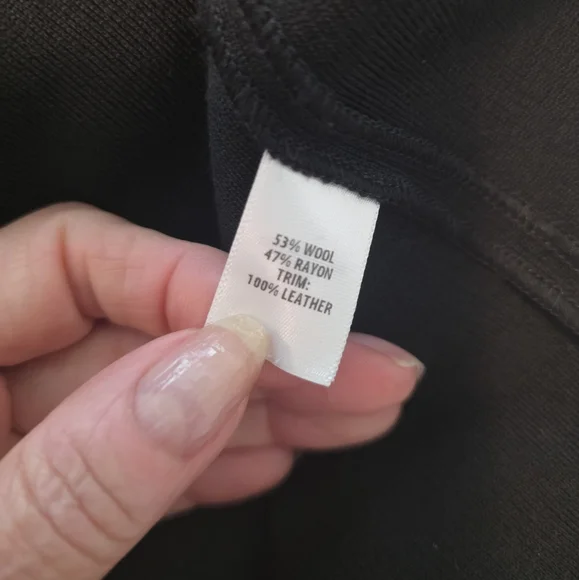 53% WOOL
47% RAYON
TRIM:
100% LEATHER